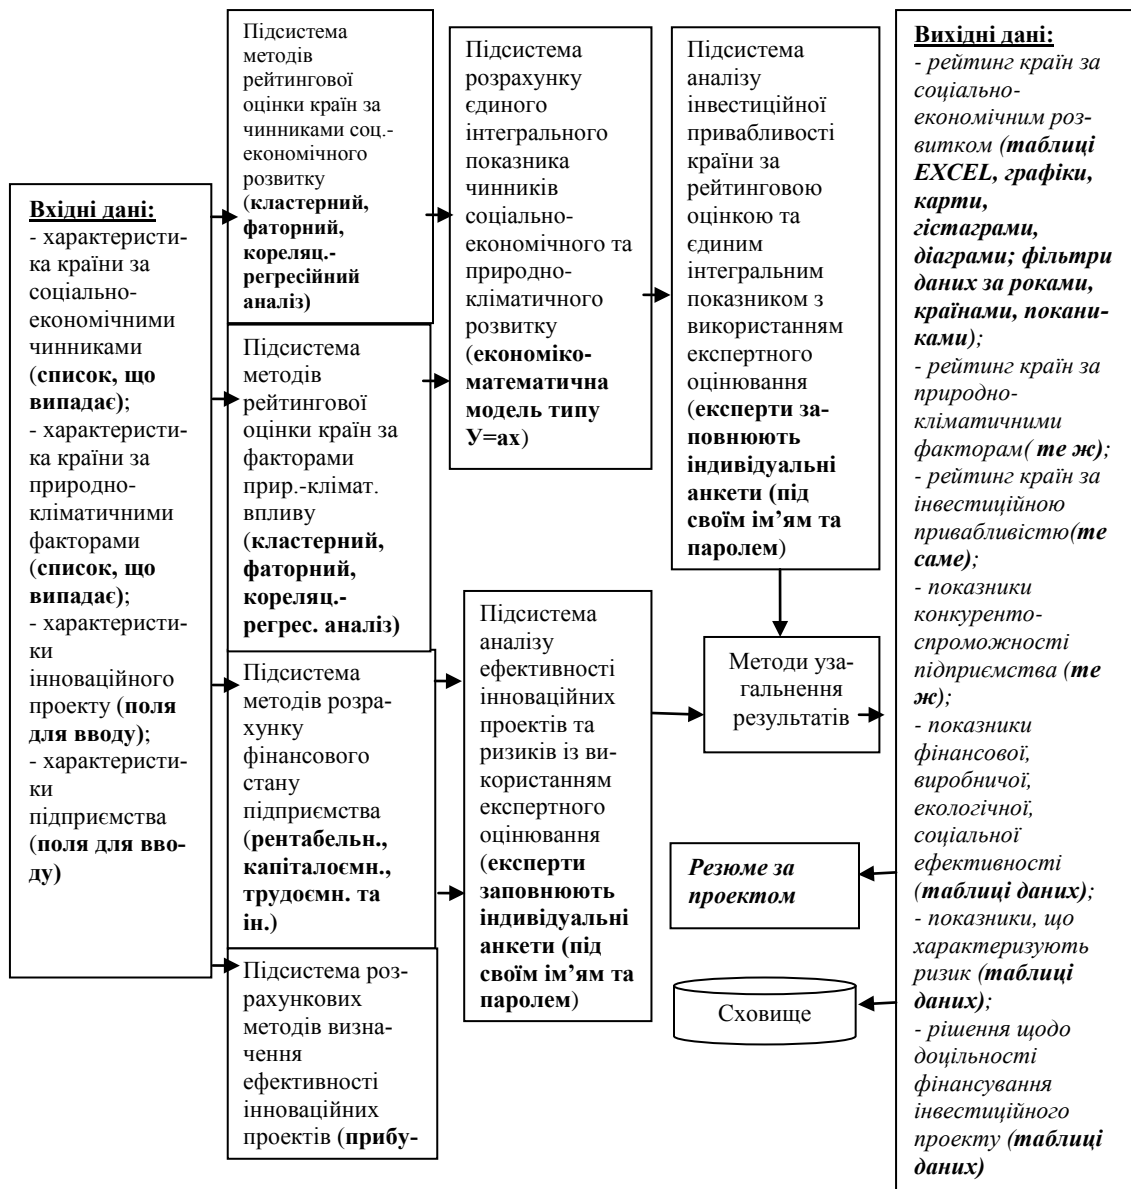 Вхідні дані:
- характеристи-
ка країни за
соціально-
економічними
чинниками
(список, що
випадає);
- характеристи-
ка країни за
природно-
кліматичними
факторами
(список, що
випадає);
- характеристи-
ки
інноваційного
проекту (поля
для вводу);
- характеристи-
ки
підприємства
(поля для вво-
ду)
Підсистема
методів
рейтингової
оцінки країн за
чинниками соц.-
економічного
розвитку
(кластерний,
фаторний,
кореляц.-
регресійний
аналіз)
Підсистема
методів
рейтингової
оцінки країн за
факторами
прир.-клімат.
впливу
(кластерний,
фаторний,
кореляц.-
регрес. аналіз)
Підсистема
методів розра-
хунку
фінансового
стану
підприємства
(рентабельн.,
капіталоємн.,
трудоємн. та
ін.)
Підсистема роз-
рахункових
методів визна-
чення
ефективності
інноваційних
проектів (прибу-
Підсистема
розрахунку
єдиного
інтегрального
показника
чинників
соціально-
економічного та
природно-
кліматичного
розвитку
(економіко-
математична
модель типу
У=ах)
Підсистема
аналізу
ефективності
інноваційних
проектів та
ризиків із ви-
користанням
експертного
оцінювання
(експерти
заповнюють
індивідуальні
анкети (під
своїм ім’ям та
паролем)
Підсистема
аналізу
інвестиційної
привабливості
країни за
рейтинговою
оцінкою та
єдиним
інтегральним
показником з
використанням
експертного
оцінювання
(експерти за-
повнюють
індивідуальні
анкети (під
своїм ім’ям та
паролем)
Методи уза-
гальнення
результатів
Резюме за
проектом
Сховище
Вихідні дані:
- рейтинг країн за
соціально-
економічним роз-
витком (таблиці
EXCEL, графіки,
карти,
гістаграми,
діаграми; фільтри
даних за роками,
країнами, покани-
ками);
- рейтинг країн за
природно-
кліматичними
факторам( те ж);
- рейтинг країн за
інвестиційною
привабливістю(те
саме);
- показники
конкуренто-
спроможності
підприємства (те
ж);
- показники
фінансової,
виробничої,
екологічної,
соціальної
ефективності
(таблиці даних);
- показники, що
характеризують
ризик (таблиці
даних);
- рішення щодо
доцільності
фінансування
інвестиційного
проекту (таблиці
даних)